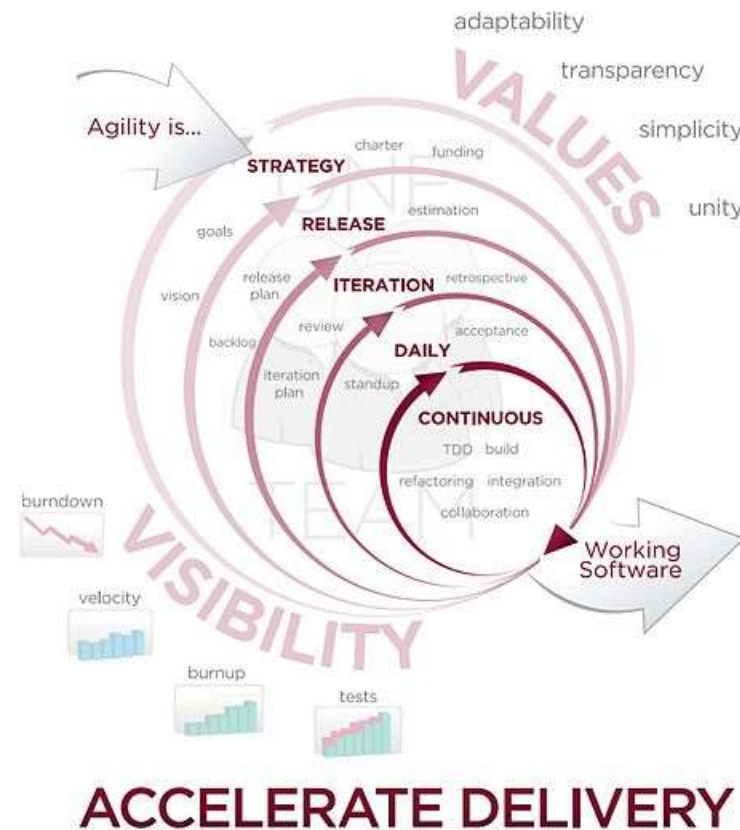 adaptability
transparency
simplicity
unity
VALUES
Agility is...
STRATEGY
charter
funding
goals
vision
RELEASE
estimation
release
plan
backlog
ITERATION
retrospective
review
iteration
plan
DAILY
acceptance
standup
CONTINUOUS
TDD build
refactoring integration
collaboration
ONE
TEAM
Working
Software
VISIBILITY
burndown
velocity
burnup
tests
ACCELERATE DELIVERY